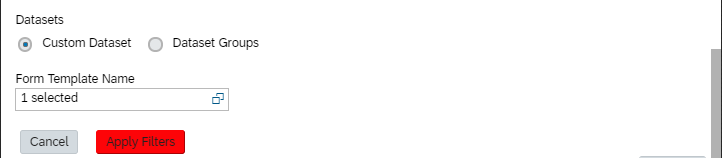 Datasets
Custom Dataset Dataset Groups
Form Template Name
1 selected
Cancel Apply Filters